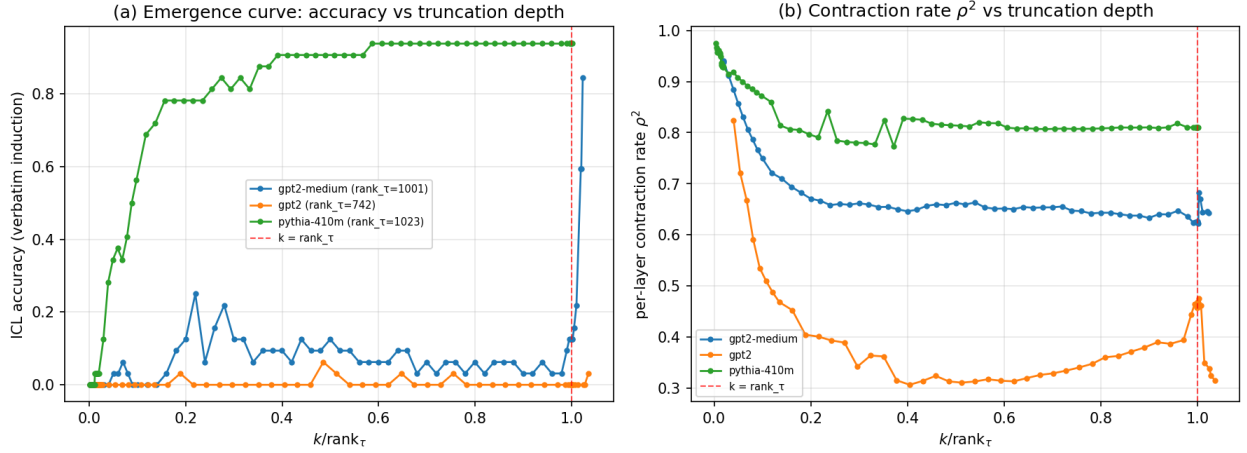 (a) Emergence curve: accuracy vs truncation depth
ICL accuracy (verbatim induction)
0.8
0.6
0.4
0.2
0.0
gpt2-medium (rank_τ=1001)
gpt2 (rank_τ=742)
pythia-410m (rank_τ=1023)
k = rank_τ
0.0 0.2 0.4 0.6 0.8 1.0
k/rankτ
(b) Contraction rate ρ² vs truncation depth
per-layer contraction rate ρ²
1.0
0.9
0.8
0.7
0.6
0.5
0.4
0.3
gpt2-medium
gpt2
pythia-410m
k = rank_τ
0.0 0.2 0.4 0.6 0.8 1.0
k/rankτ